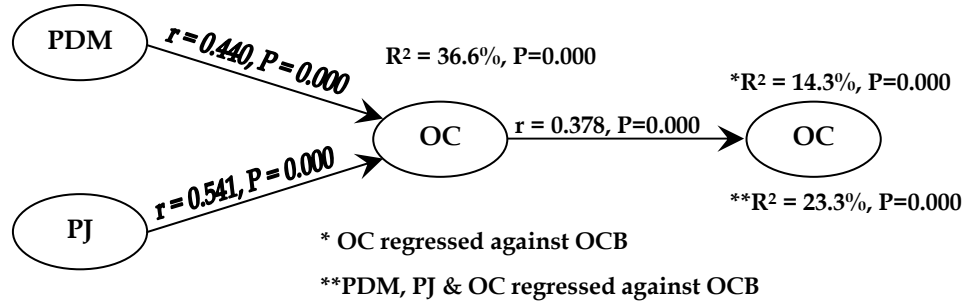 PDM
r = 0.440, P = 0.000
R² = 36.6%, P=0.000
*R² = 14.3%, P=0.000
OC
r = 0.378, P=0.000
OC
r = 0.541, P = 0.000
PJ
**R² = 23.3%, P=0.000
* OC regressed against OCB
**PDM, PJ & OC regressed against OCB